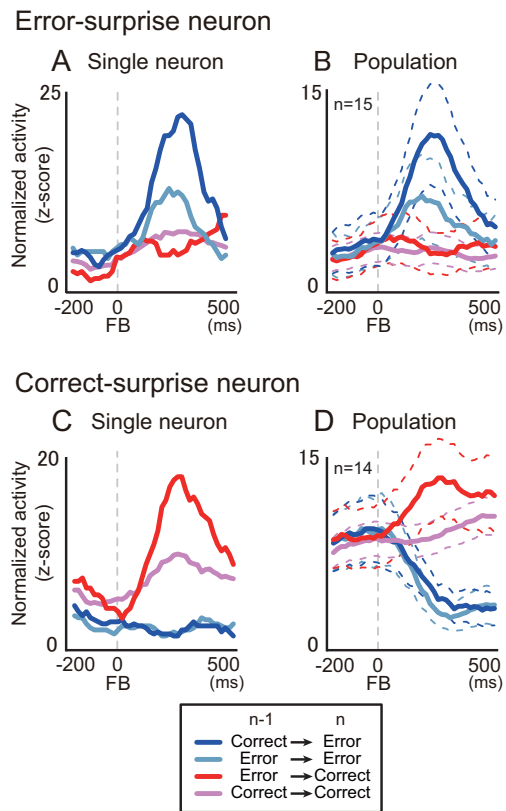 Error-surprise neuron
A Single neuron
B Population
Normalized activity
(z-score)
25
0
-200 0 500
(ms)
FB
15
n=15
0
-200 0 500
(ms)
FB
Correct-surprise neuron
C Single neuron
D Population
Normalized activity
(z-score)
20
0
-200 0 500
(ms)
FB
15
n=14
0
-200 0 500
(ms)
FB
n-1 n
Correct → Error
Error → Error
Error → Correct
Correct → Correct